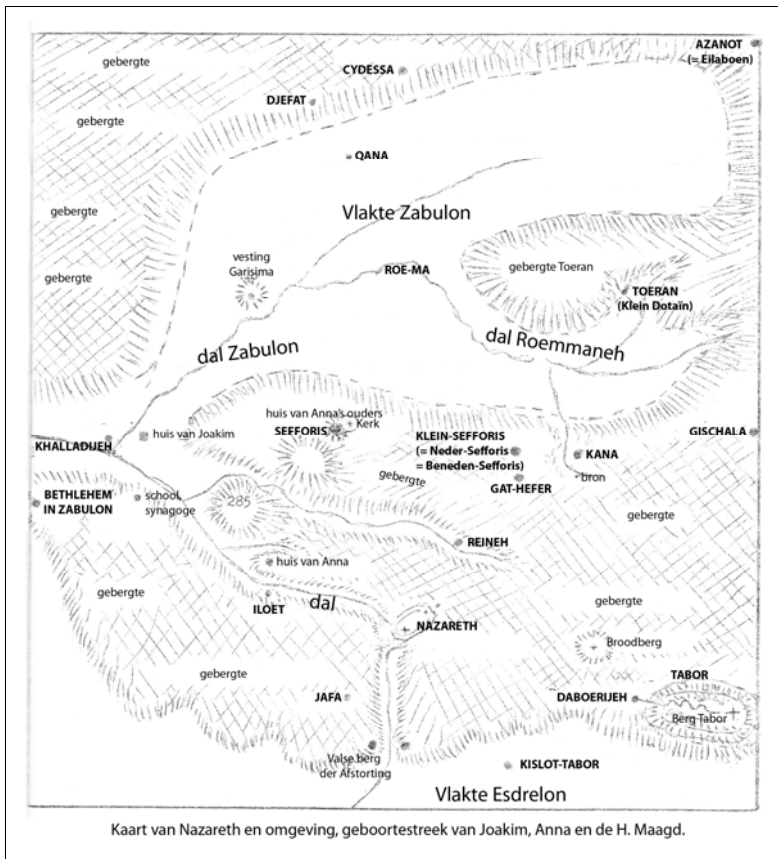 gebergte
CYDESSA
AZANOT
(= Eilaboen)
DJEFAT
gebergte
QANA
gebergte
Vlakte Zabulon
vesting
Garisima
ROE-MA
gebergte Toeran
gebergte
TOERAN
(Klein Dotaïn)
dal Zabulon
dal Roemmaneh
huis van Anna's ouders
SEFFORIS
Kerk
huis van Joakim
KHALLADIJEH
KLEIN-SEFFORIS
(= Neder-Sefforis
= Beneden-Sefforis)
GISCHALA
KANA
gebergte
bron
GAT-HEFER
BETHLEHEM
IN ZABULON
school,
synagoge
285
gebergte
REINEH
huis van Anna
gebergte
ILOET
dal
gebergte
NAZARETH
Broodberg
gebergte
TABOR
JAFA
DABOERIJEH
Berg Tabor
Valse berg
der Afstorting
KISLOT-TABOR
Vlakte Esdrelon
Kaart van Nazareth en omgeving, geboortestreek van Joakim, Anna en de H. Maagd.